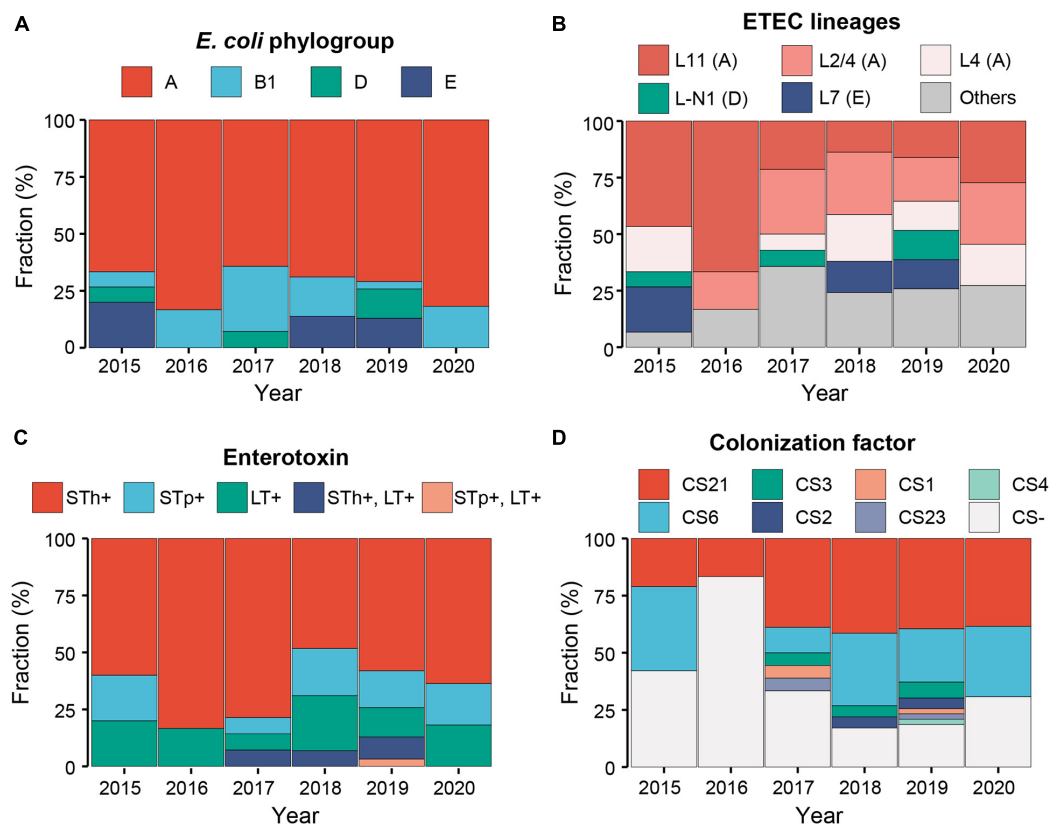 A
E. coli phylogroup
A B1 D E
100
75
50
25
0
Fraction (%)
2015 2016 2017 2018 2019 2020
Year
B
ETEC lineages
L11 (A) L2/4 (A) L4 (A)
L-N1 (D) L7 (E) Others
100
75
50
25
0
Fraction (%)
2015 2016 2017 2018 2019 2020
Year
C
Enterotoxin
STh+ STp+ LT+ STh+, LT+ STp+, LT+
100
75
50
25
0
Fraction (%)
2015 2016 2017 2018 2019 2020
Year
D
Colonization factor
CS21 CS3 CS1 CS4
CS6 CS2 CS23 CS-
100
75
50
25
0
Fraction (%)
2015 2016 2017 2018 2019 2020
Year